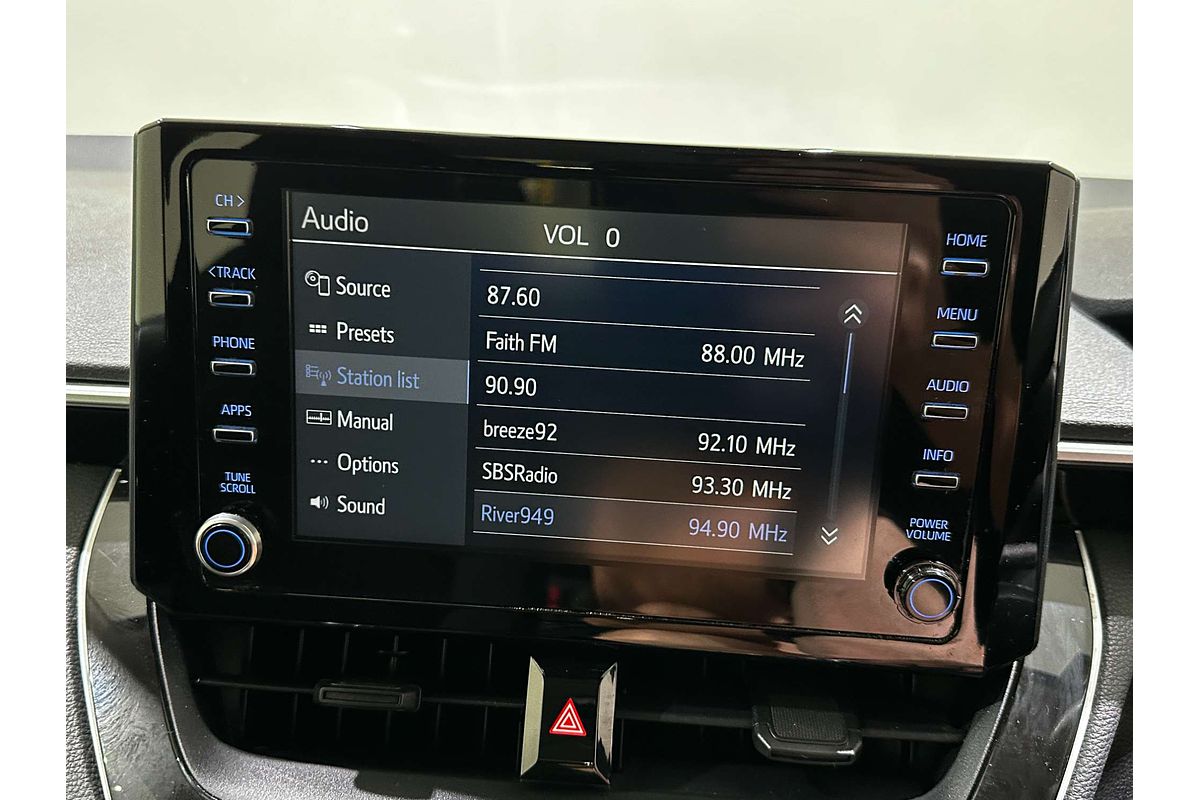 CH >
<TRACK
PHONE
APPS
TUNE
SCROLL
Audio
VOL 0
Source
Presets
Station list
Manual
Options
Sound
87.60
Faith FM 88.00 MHz
90.90
breeze92 92.10 MHz
SBSRadio 93.30 MHz
River949 94.90 MHz
HOME
MENU
AUDIO
INFO
POWER
VOLUME